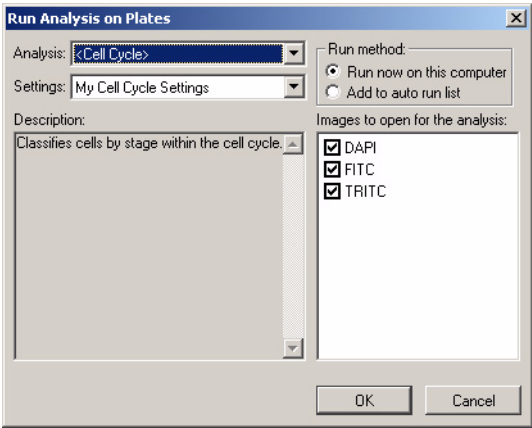 Run Analysis on Plates
Analysis: <Cell Cycle>
Settings: My Cell Cycle Settings
Description:
Classifies cells by stage within the cell cycle.
Run method:
Run now on this computer
Add to auto run list
Images to open for the analysis:
DAPI
FITC
TRITC
OK
Cancel